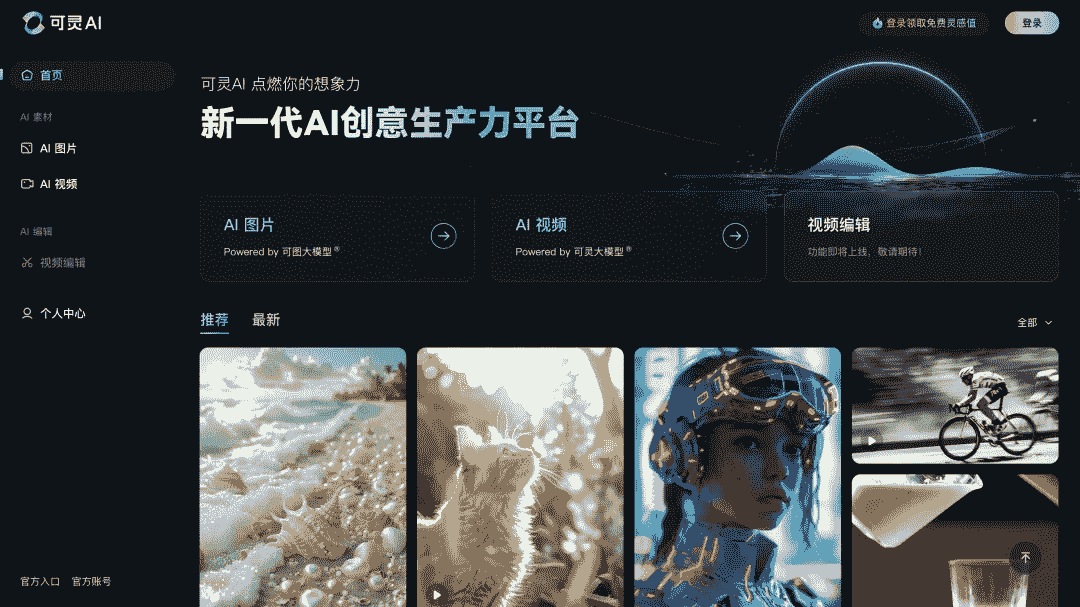 可灵AI
登录领取免费灵感值
登录
首页
AI 素材
AI 图片
AI 视频
AI 编辑
视频编辑
个人中心
官方入口 官方账号
可灵AI 点燃你的想象力
新一代AI创意生产力平台
AI 图片
Powered by 可图大模型®
AI 视频
Powered by 可灵大模型®
视频编辑
功能即将上线，敬请期待！
推荐 最新
全部